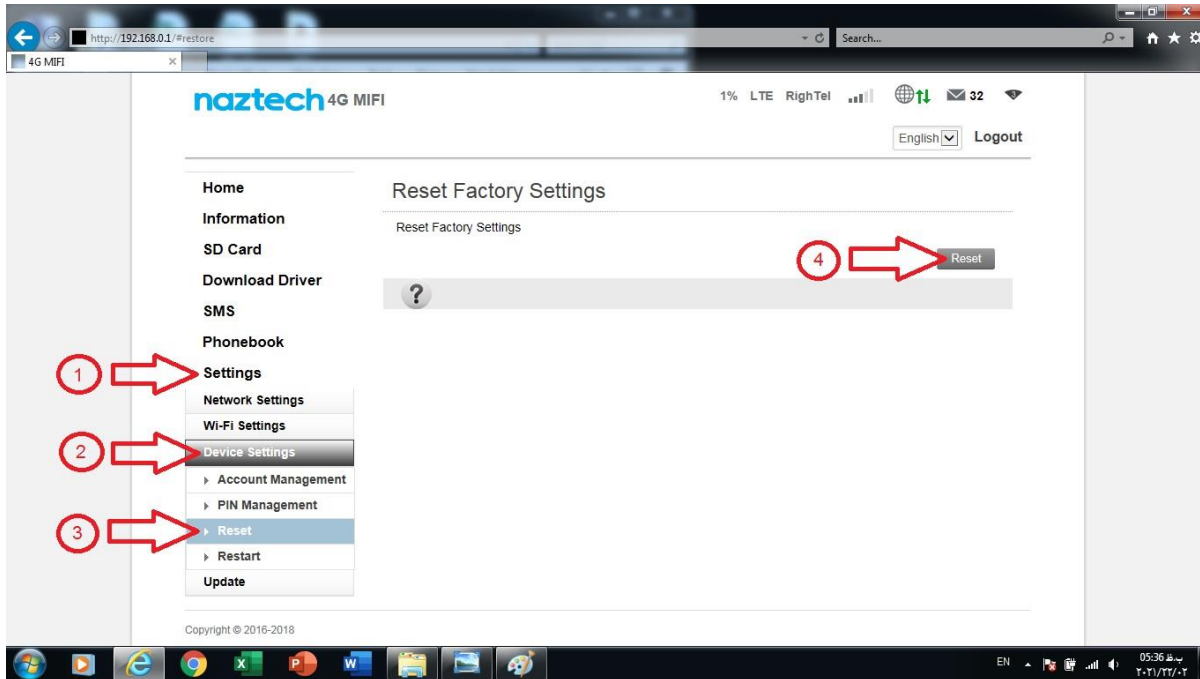 http://192.168.0.1/#restore
Search...
4G MIFI
naztech 4G MIFI
1% LTE RighTel 32
English Logout
Home
Information
SD Card
Download Driver
SMS
Phonebook
Settings
Network Settings
Wi-Fi Settings
Device Settings
Account Management
PIN Management
Reset
Restart
Update
Reset Factory Settings
Reset Factory Settings
Reset
?
1
2
3
4
Copyright © 2016-2018
EN
05:36 ب.ظ
۲۰۲۱/۲۲/۰۲